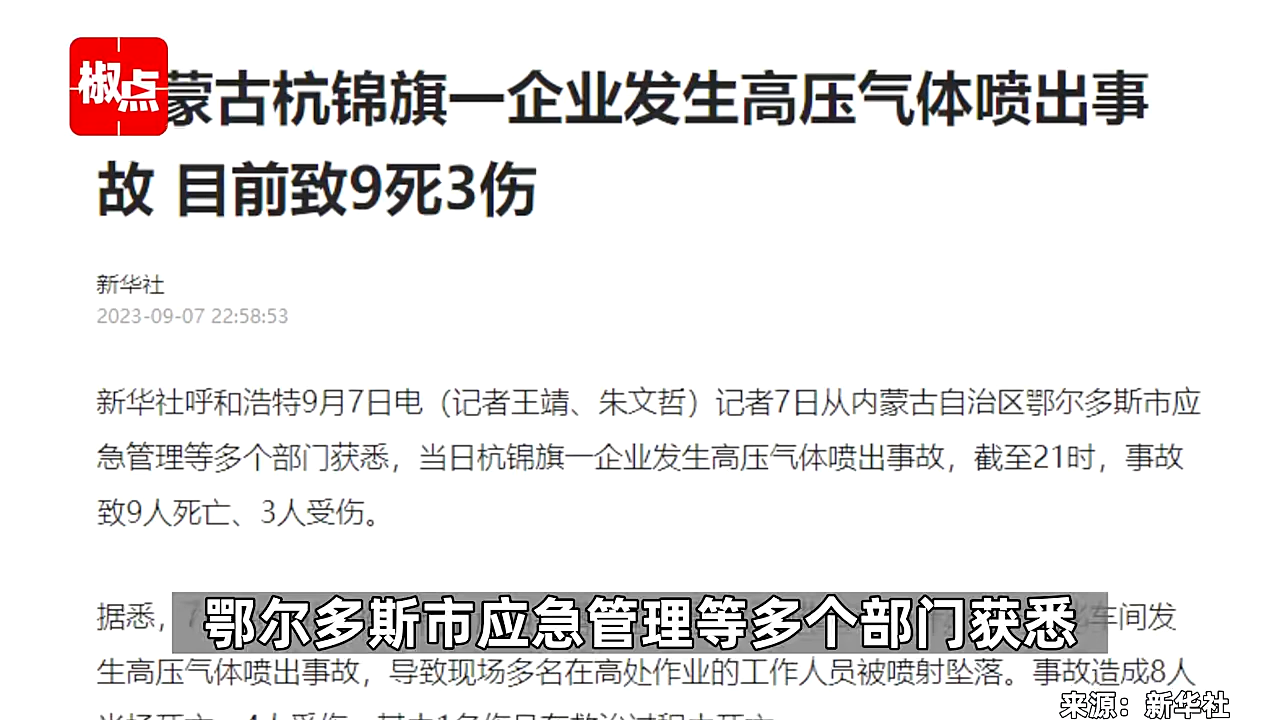 椒点
蒙古杭锦旗一企业发生高压气体喷出事
故 目前致9死3伤
新华社
2023-09-07 22:58:53
新华社呼和浩特9月7日电（记者王靖、朱文哲）记者7日从内蒙古自治区鄂尔多斯市应
急管理等多个部门获悉，当日杭锦旗一企业发生高压气体喷出事故，截至21时，事故
致9人死亡、3人受伤。
据悉，
车间发
鄂尔多斯市应急管理等多个部门获悉
生高压气体喷出事故，导致现场多名在高处作业的工作人员被喷射坠落。事故造成8人
来源：新华社